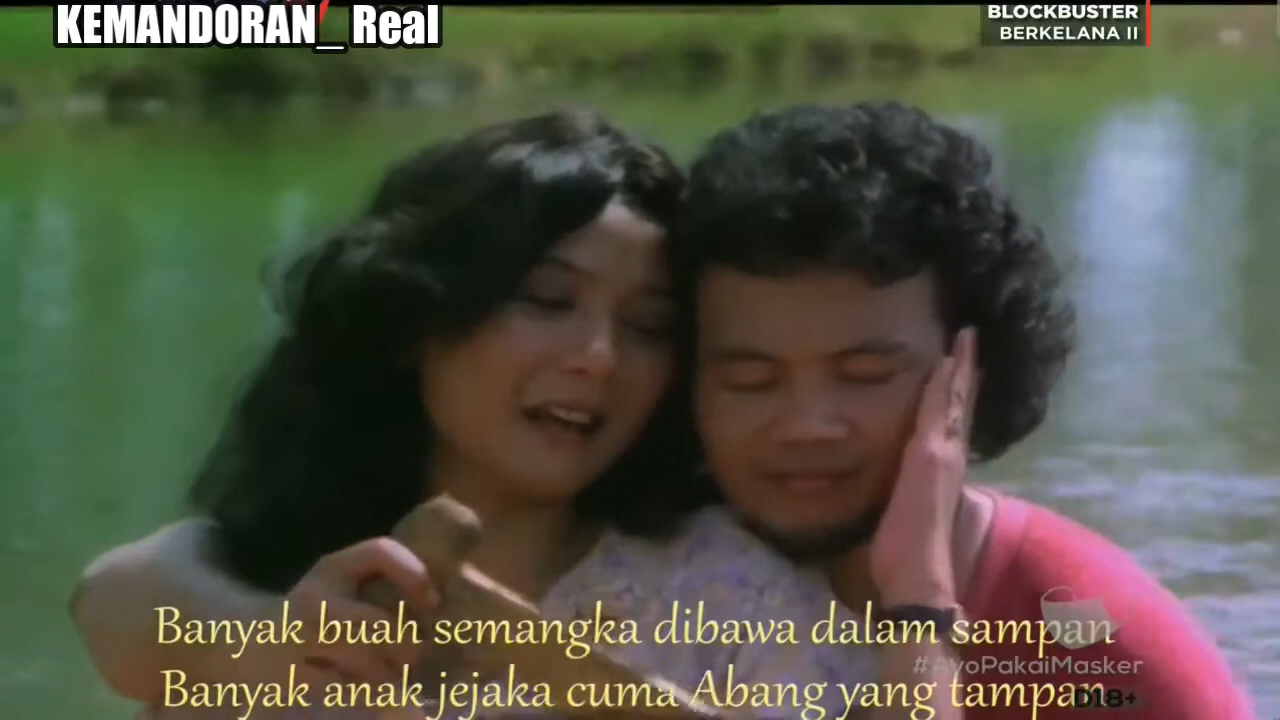 KEMANDORAN_ Real
BLOCKBUSTER
BERKELANA II
Banyak buah semangka dibawa dalam sampan
#AyoPakaiMasker
Banyak anak jejaka cuma Abang yang tampan
D18+